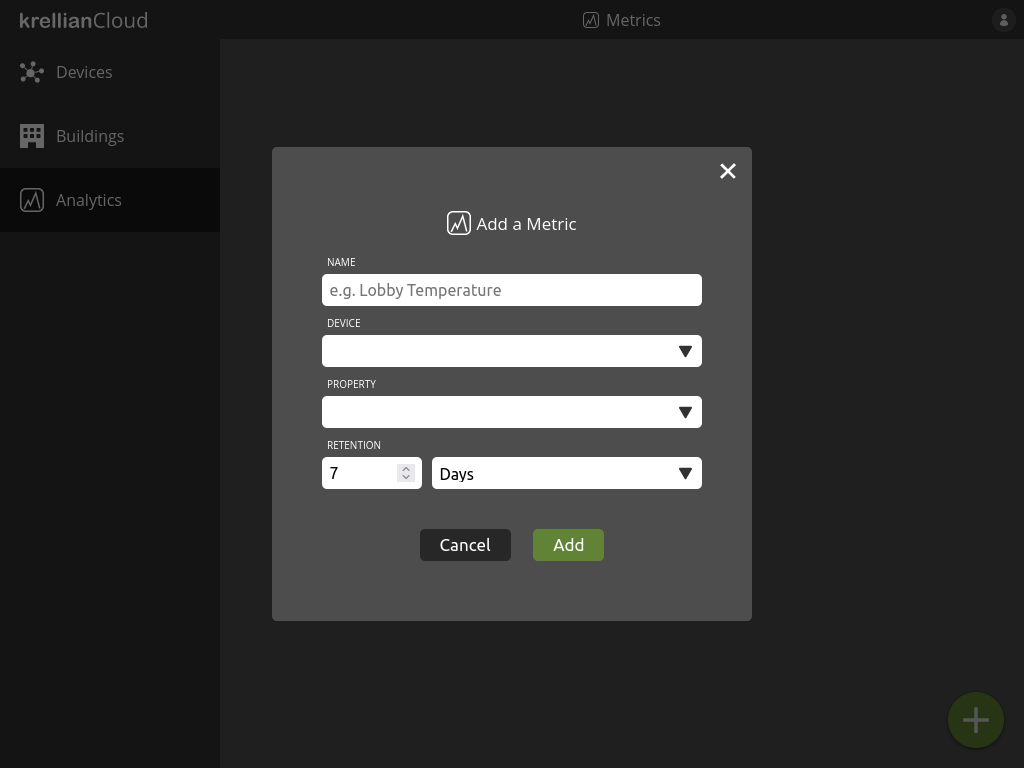 krellianCloud
Metrics
Devices
Buildings
Analytics
Add a Metric
NAME
e.g. Lobby Temperature
DEVICE
PROPERTY
RETENTION
7 Days
Cancel Add